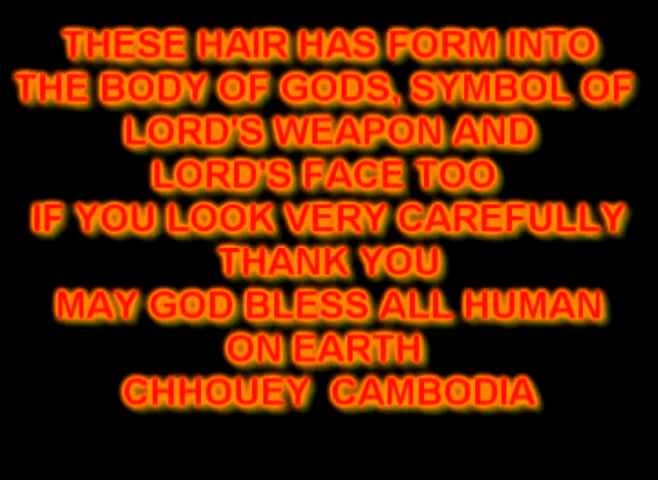 THESE HAIR HAS FORM INTO
THE BODY OF GODS, SYMBOL OF
LORD'S WEAPON AND
LORD'S FACE TOO
IF YOU LOOK VERY CAREFULLY
THANK YOU
MAY GOD BLESS ALL HUMAN
ON EARTH
CHHOUEY CAMBODIA